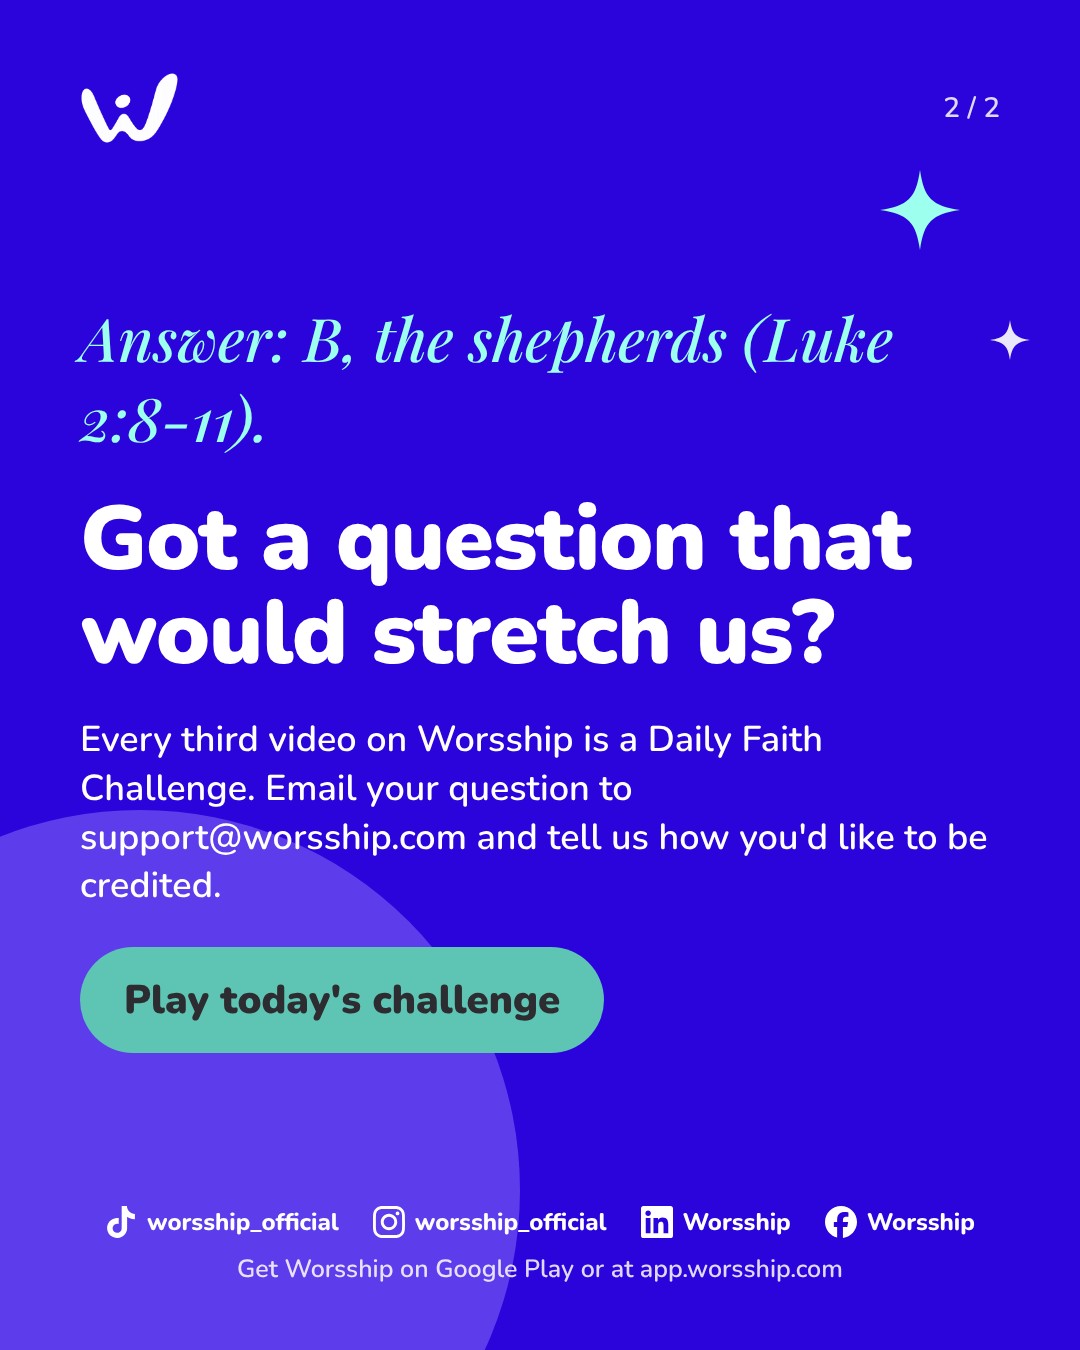 2 / 2
Answer: B, the shepherds (Luke
2:8-11).
Got a question that
would stretch us?
Every third video on Worsship is a Daily Faith
Challenge. Email your question to
support@worsship.com and tell us how you'd like to be
credited.
Play today's challenge
worsship_official worsship_official Worsship Worsship
Get Worsship on Google Play or at app.worsship.com